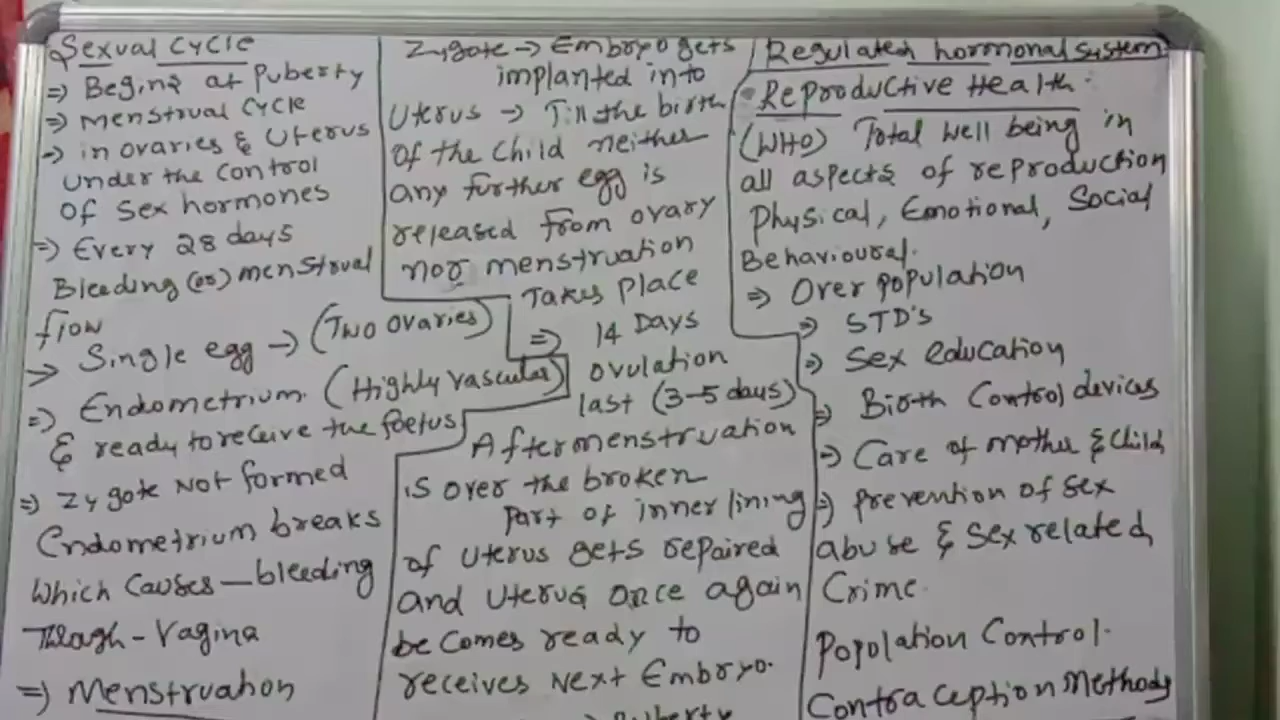 Sexual Cycle
⇒ Begins at Puberty
⇒ menstrual cycle
⇒ in ovaries & Uterus
under the control
of sex hormones
⇒ Every 28 days
Bleeding (or) menstrual
flow
⇒ Single egg → (Two ovaries)
⇒ Endometrium (Highly vascular)
& ready to receive the foetus
⇒ Zygote Not formed
Endometrium breaks
which causes – bleeding
– Vagina
⇒ Menstruation
Zygote → Embryo gets
implanted into
Uterus → Till the birth
of the child neither
any further egg is
released from ovary
nor menstruation
Takes place
⇒ 14 Days
ovulation
last (3-5 days)
After menstruation
is over the broken
part of inner lining
of uterus gets repaired
and uterus once again
becomes ready to
receives Next Embryo.
Puberty
Regulated hormonal system
• Reproductive Health.
(WHO) Total well being in
all aspects of reproduction
Physical, Emotional, Social
Behavioural.
⇒ Over population
⇒ STD's
⇒ Sex education
⇒ Birth Control devices
⇒ Care of mother & child
⇒ prevention of sex
abuse & sex related
Crime.
Popolation Control.
Contraception Methods